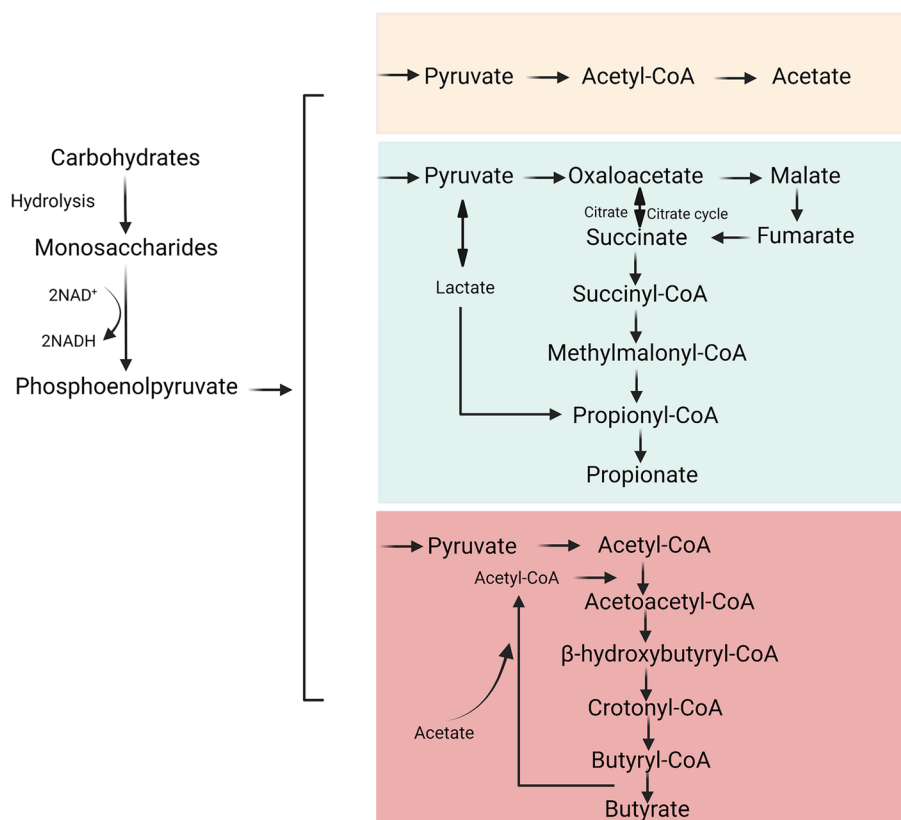 Carbohydrates
Hydrolysis
Monosaccharides
2NAD⁺
2NADH
Phosphoenolpyruvate
Pyruvate Acetyl-CoA Acetate
Pyruvate Oxaloacetate Malate
Citrate Citrate cycle
Succinate Fumarate
Lactate Succinyl-CoA
Methylmalonyl-CoA
Propionyl-CoA
Propionate
Pyruvate Acetyl-CoA
Acetyl-CoA
Acetoacetyl-CoA
β-hydroxybutyryl-CoA
Crotonyl-CoA
Acetate
Butyryl-CoA
Butyrate